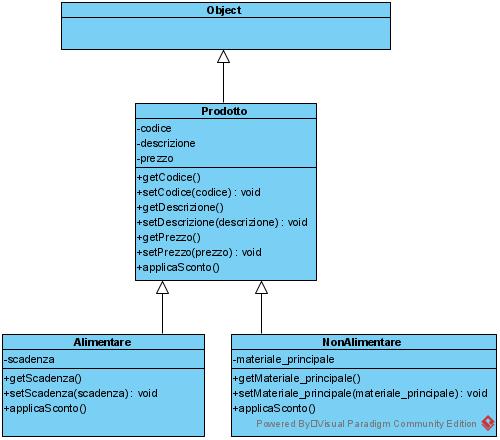 Object
Prodotto
-codice
-descrizione
-prezzo
+getCodice()
+setCodice(codice) : void
+getDescrizione()
+setDescrizione(descrizione) : void
+getPrezzo()
+setPrezzo(prezzo) : void
+applicaSconto()
Alimentare
-scadenza
+getScadenza()
+setScadenza(scadenza) : void
+applicaSconto()
NonAlimentare
-materiale_principale
+getMateriale_principale()
+setMateriale_principale(materiale_principale) : void
+applicaSconto()
Powered By□Visual Paradigm Community Edition